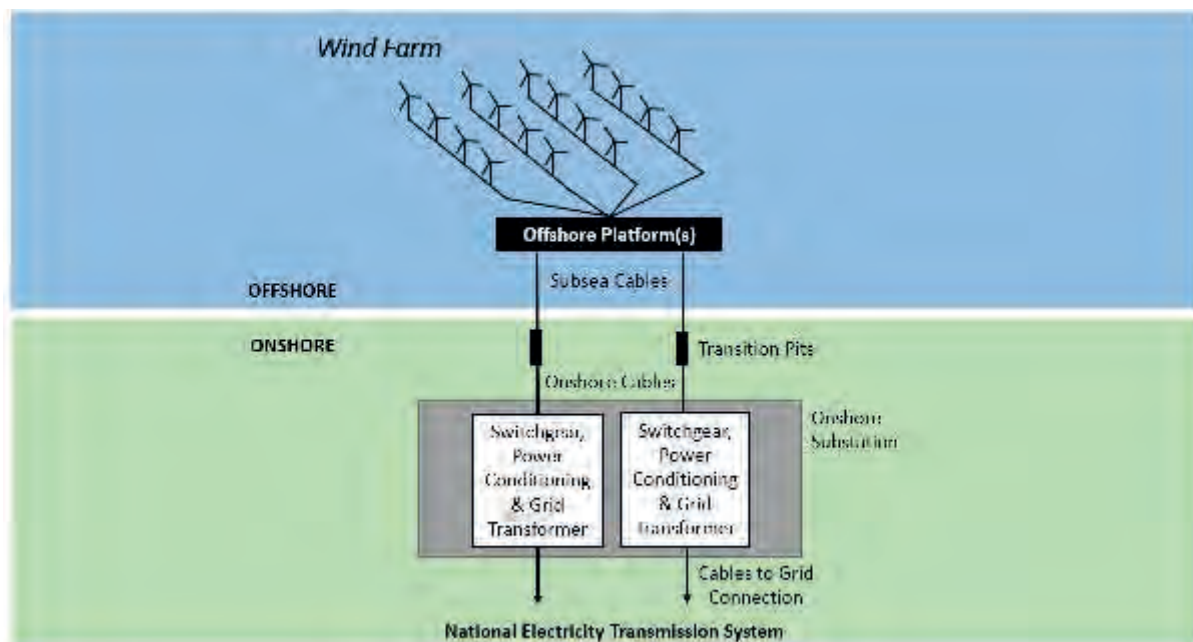 Wind Farm
Offshore Platform(s)
Subsea Cables
OFFSHORE
ONSHORE
Transition Pits
Onshore Cables
Onshore
Substation
Switchgear,
Power
Conditioning
& Grid
Transformer
Switchgear,
Power
Conditioning
& Grid
Transformer
Cables to Grid
Connection
National Electricity Transmission System